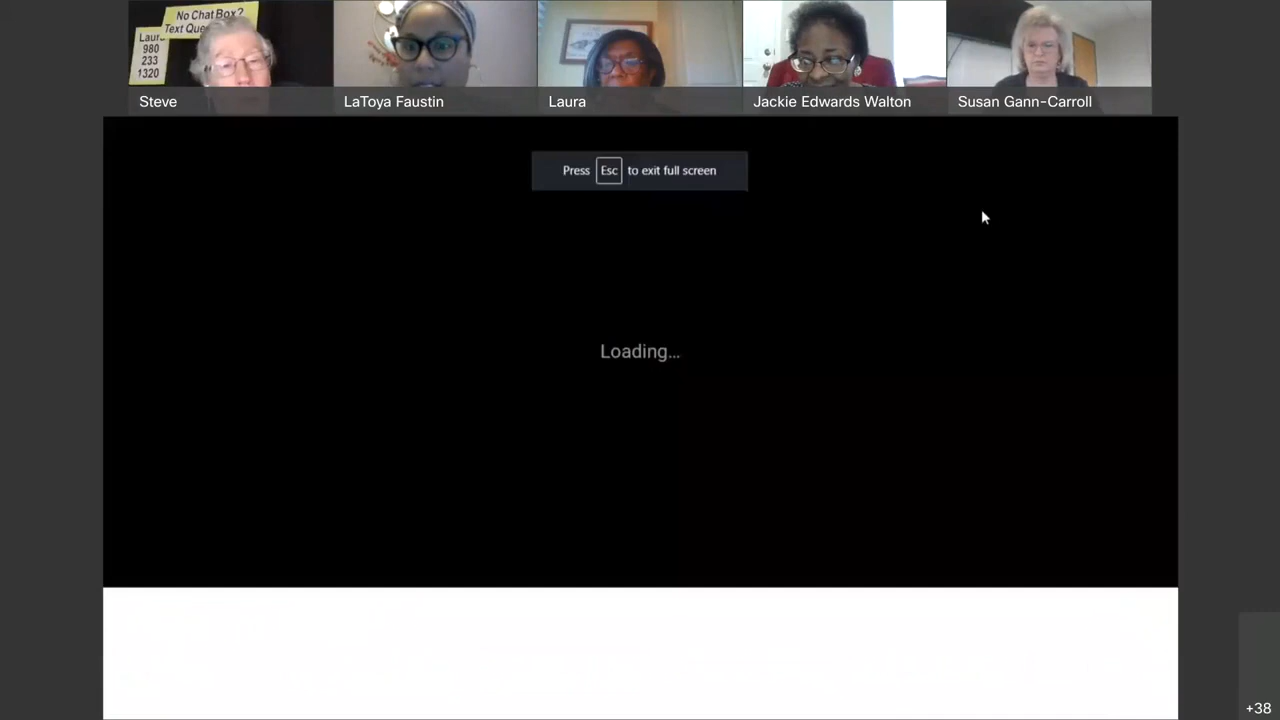 No Chat Box?
Text Que
Laura
980
233
1320
Steve
LaToya Faustin
Laura
Jackie Edwards Walton
Susan Gann-Carroll
Press Esc to exit full screen
Loading...
+38